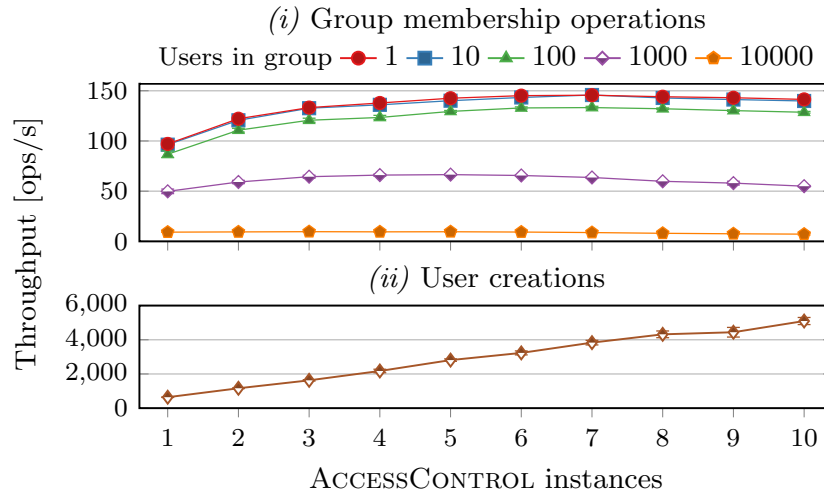 (i) Group membership operations
Users in group 1 10 100 1000 10000
150
100
50
0
Throughput [ops/s]
(ii) User creations
6,000
4,000
2,000
0
1 2 3 4 5 6 7 8 9 10
ACCESSCONTROL instances